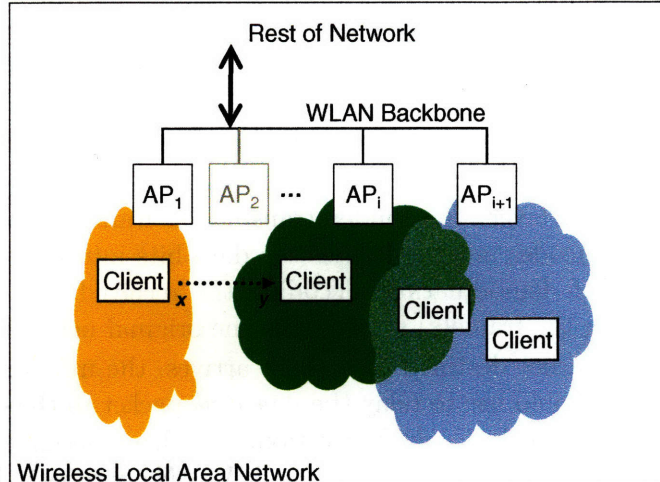 Rest of Network
WLAN Backbone
AP1 AP2 ... APi APi+1
Client x y Client
Client
Client
Wireless Local Area Network